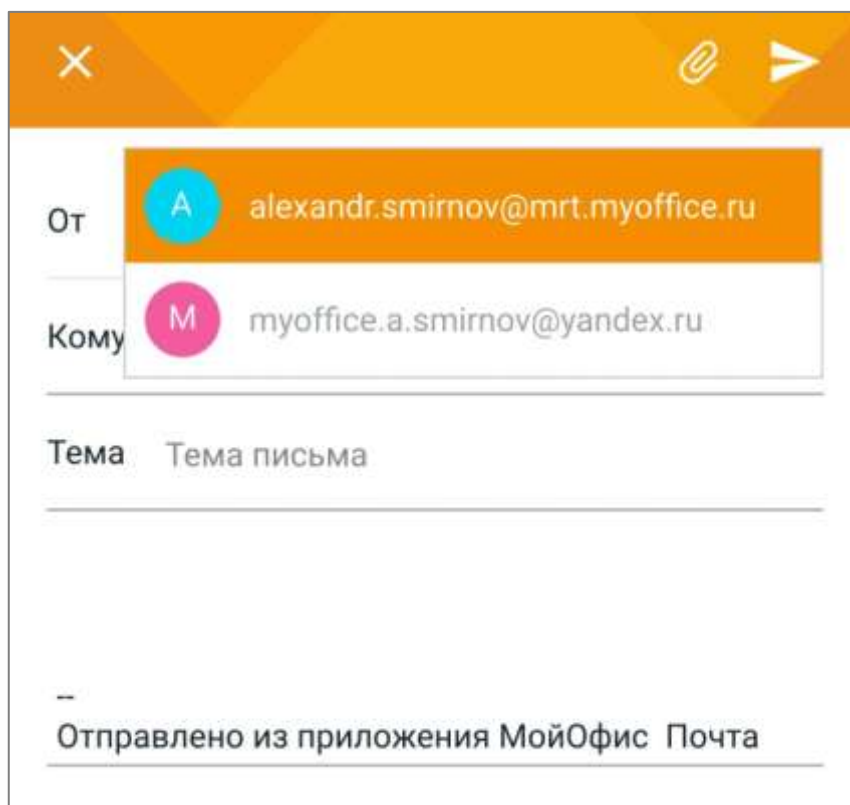 От
A alexandr.smirnov@mrt.myoffice.ru
M myoffice.a.smirnov@yandex.ru
Кому
Тема Тема письма
--
Отправлено из приложения МойОфис Почта